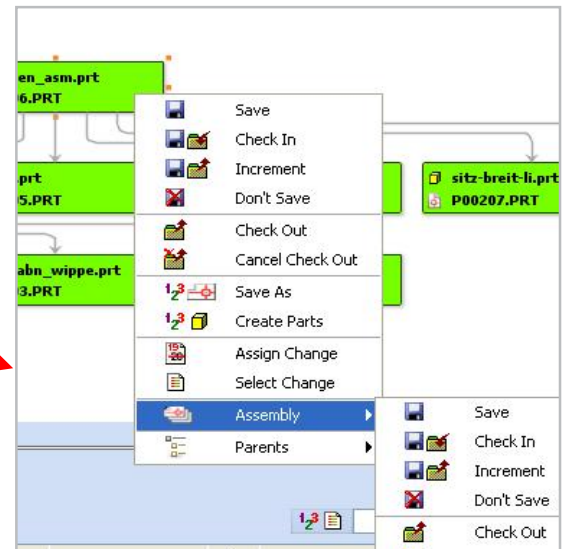 en_asm.prt
6.PRT
Save
Check In
Increment
Don't Save
Check Out
Cancel Check Out
Save As
Create Parts
Assign Change
Select Change
Assembly
Parents
.prt
5.PRT
sitz-breit-li.prt
P00207.PRT
abn_wippe.prt
3.PRT
Save
Check In
Increment
Don't Save
Check Out